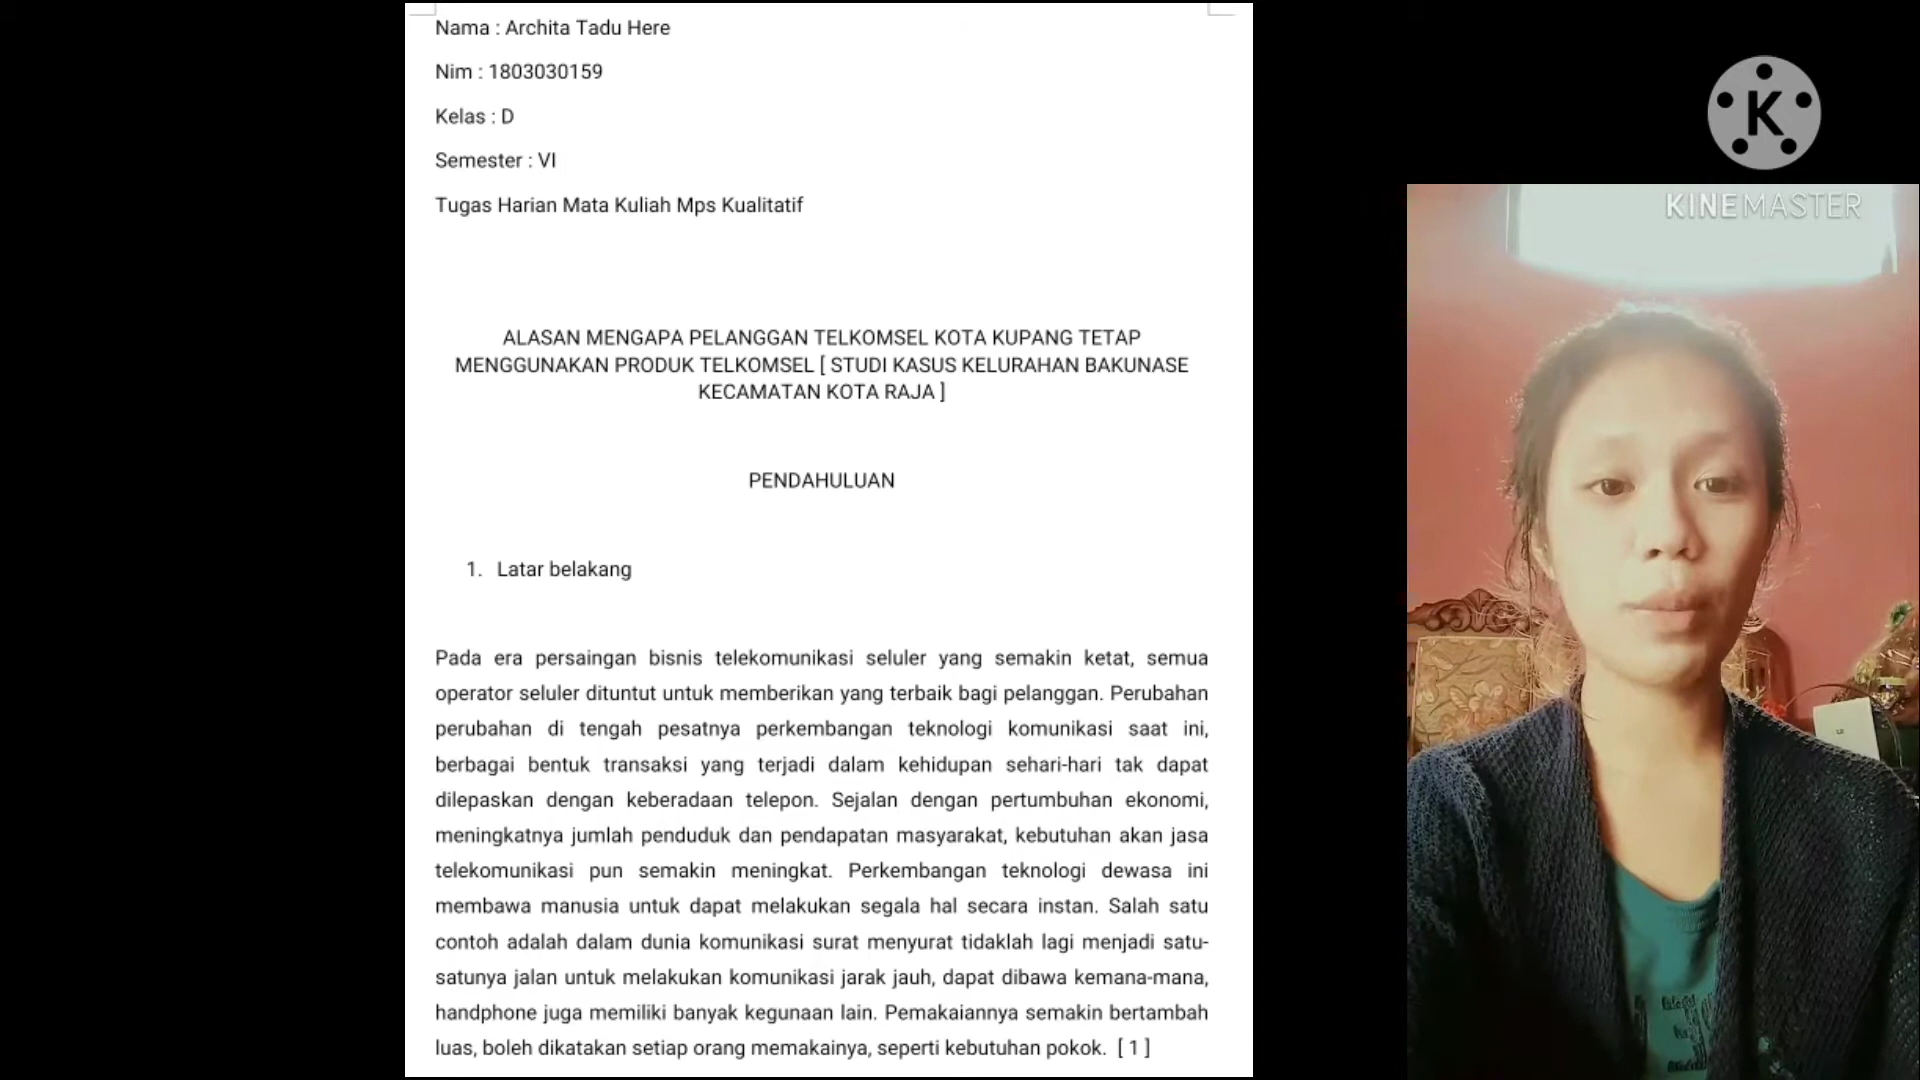 Nama : Archita Tadu Here
Nim : 1803030159
Kelas : D
Semester : VI
Tugas Harian Mata Kuliah Mps Kualitatif
ALASAN MENGAPA PELANGGAN TELKOMSEL KOTA KUPANG TETAP
MENGGUNAKAN PRODUK TELKOMSEL [ STUDI KASUS KELURAHAN BAKUNASE
KECAMATAN KOTA RAJA ]
PENDAHULUAN
1. Latar belakang
Pada era persaingan bisnis telekomunikasi seluler yang semakin ketat, semua
operator seluler dituntut untuk memberikan yang terbaik bagi pelanggan. Perubahan
perubahan di tengah pesatnya perkembangan teknologi komunikasi saat ini,
berbagai bentuk transaksi yang terjadi dalam kehidupan sehari-hari tak dapat
dilepaskan dengan keberadaan telepon. Sejalan dengan pertumbuhan ekonomi,
meningkatnya jumlah penduduk dan pendapatan masyarakat, kebutuhan akan jasa
telekomunikasi pun semakin meningkat. Perkembangan teknologi dewasa ini
membawa manusia untuk dapat melakukan segala hal secara instan. Salah satu
contoh adalah dalam dunia komunikasi surat menyurat tidaklah lagi menjadi satu-
satunya jalan untuk melakukan komunikasi jarak jauh, dapat dibawa kemana-mana,
handphone juga memiliki banyak kegunaan lain. Pemakaiannya semakin bertambah
luas, boleh dikatakan setiap orang memakainya, seperti kebutuhan pokok. [ 1 ]
K
KINEMASTER